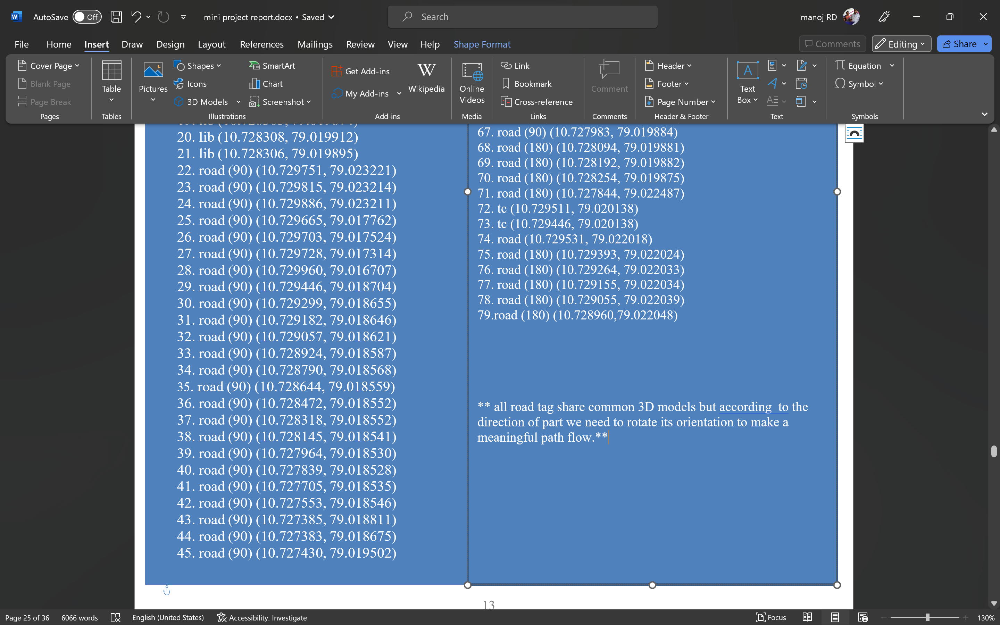 AutoSave Off mini project report.docx • Saved Search manoj RD
File Home Insert Draw Design Layout References Mailings Review View Help Shape Format Comments Editing Share
Cover Page
Blank Page
Page Break
Pages
Table
Tables
Pictures
Shapes
Icons
3D Models
SmartArt
Chart
Screenshot
Illustrations
Get Add-ins
My Add-ins
Wikipedia
Add-ins
Online
Videos
Media
Link
Bookmark
Cross-reference
Links
Comment
Comments
Header
Footer
Page Number
Header & Footer
Text
Box
Text
Equation
Symbol
Symbols
20. lib (10.728308, 79.019912)
21. lib (10.728306, 79.019895)
22. road (90) (10.729751, 79.023221)
23. road (90) (10.729815, 79.023214)
24. road (90) (10.729886, 79.023211)
25. road (90) (10.729665, 79.017762)
26. road (90) (10.729703, 79.017524)
27. road (90) (10.729728, 79.017314)
28. road (90) (10.729960, 79.016707)
29. road (90) (10.729446, 79.018704)
30. road (90) (10.729299, 79.018655)
31. road (90) (10.729182, 79.018646)
32. road (90) (10.729057, 79.018621)
33. road (90) (10.728924, 79.018587)
34. road (90) (10.728790, 79.018568)
35. road (90) (10.728644, 79.018559)
36. road (90) (10.728472, 79.018552)
37. road (90) (10.728318, 79.018552)
38. road (90) (10.728145, 79.018541)
39. road (90) (10.727964, 79.018530)
40. road (90) (10.727839, 79.018528)
41. road (90) (10.727705, 79.018535)
42. road (90) (10.727553, 79.018546)
43. road (90) (10.727385, 79.018811)
44. road (90) (10.727383, 79.018675)
45. road (90) (10.727430, 79.019502)
67. road (90) (10.727983, 79.019884)
68. road (180) (10.728094, 79.019881)
69. road (180) (10.728192, 79.019882)
70. road (180) (10.728254, 79.019875)
71. road (180) (10.727844, 79.022487)
72. tc (10.729511, 79.020138)
73. tc (10.729446, 79.020138)
74. road (10.729531, 79.022018)
75. road (180) (10.729393, 79.022024)
76. road (180) (10.729264, 79.022033)
77. road (180) (10.729155, 79.022034)
78. road (180) (10.729055, 79.022039)
79.road (180) (10.728960,79.022048)
** all road tag share common 3D models but according  to the
direction of part we need to rotate its orientation to make a
meaningful path flow.**
13
Page 25 of 36 6066 words English (United States) Accessibility: Investigate Focus 130%